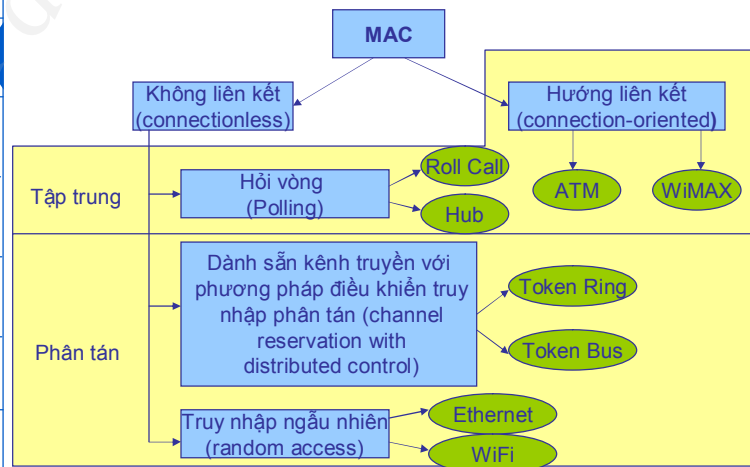 MAC
Không liên kết
(connectionless)
Hướng liên kết
(connection-oriented)
Tập trung
Hỏi vòng
(Polling)
Roll Call
Hub
ATM
WiMAX
Phân tán
Dành sẵn kênh truyền với
phương pháp điều khiển truy
nhập phân tán (channel
reservation with
distributed control)
Token Ring
Token Bus
Truy nhập ngẫu nhiên
(random access)
Ethernet
WiFi